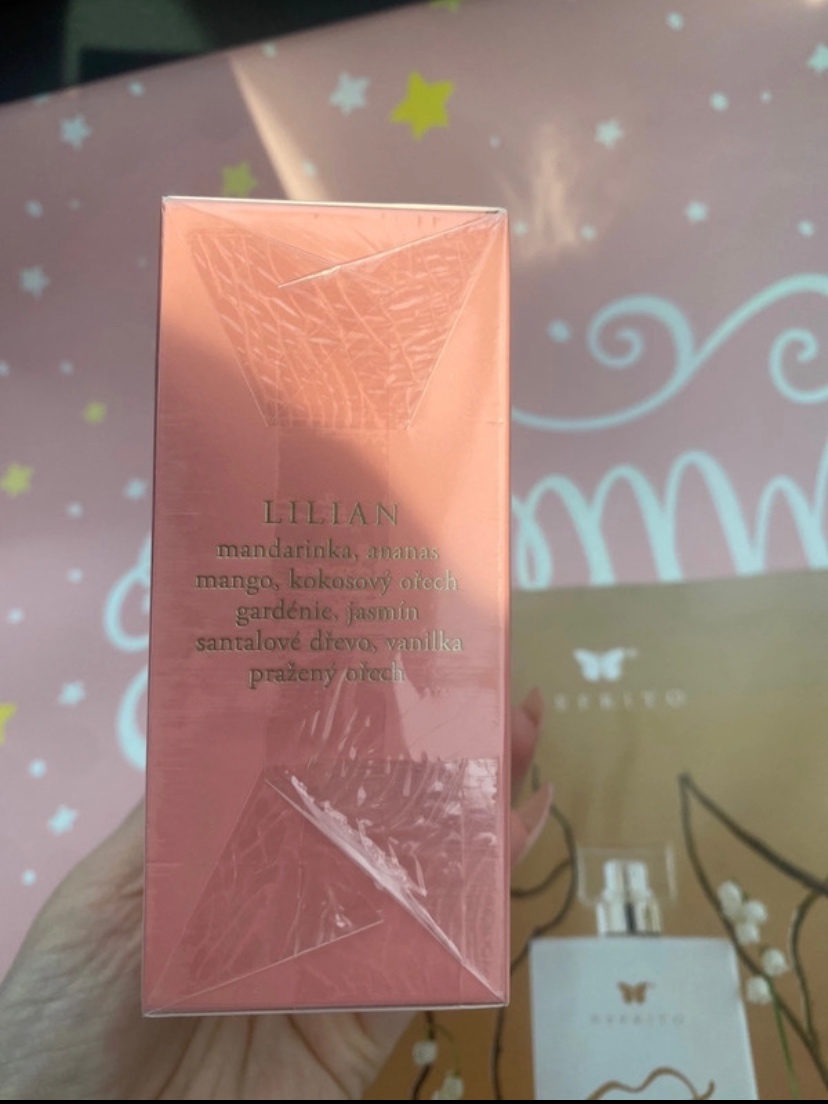 LILIAN
mandarinka, ananas
mango, kokosový ořech
gardénie, jasmín
santalové dřevo, vanilka
pražený ořech